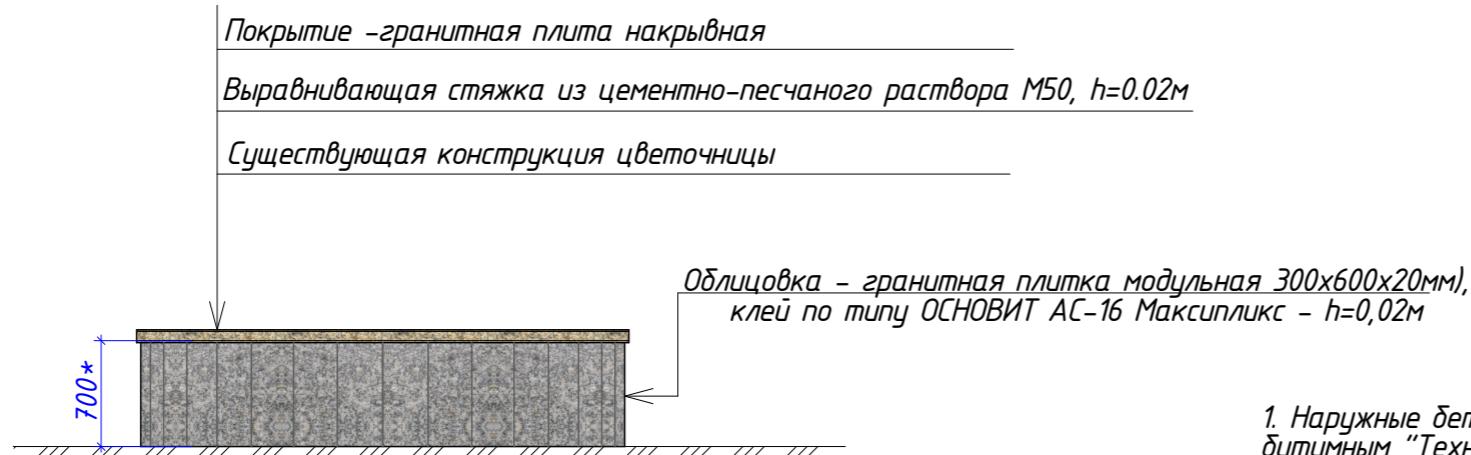 Покрытие -гранитная плита накрывная
Выравнивающая стяжка из цементно-песчаного раствора М50, h=0.02м
Существующая конструкция цветочницы
Облицовка - гранитная плитка модульная 300х600х20мм),
клей по типу ОСНОВИТ АС-16 Максипликс - h=0,02м
700*
1. Наружные
битумным